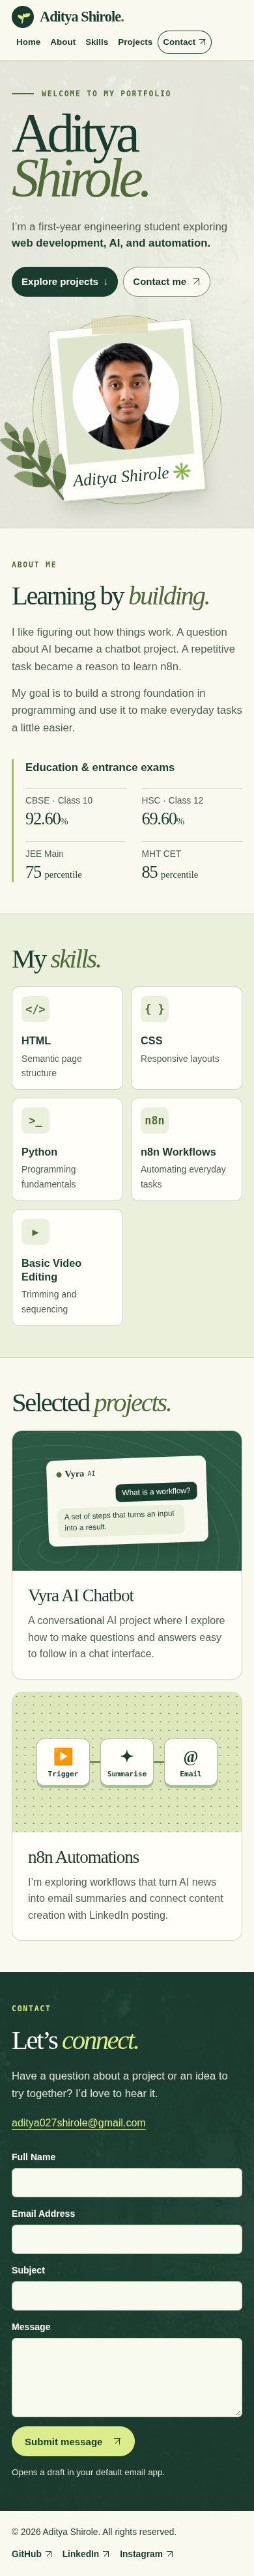 Aditya Shirole.
Home About Skills Projects Contact ↗
WELCOME TO MY PORTFOLIO
Aditya
Shirole.
I’m a first-year engineering student exploring
web development, AI, and automation.
Explore projects ↓ Contact me ↗
Aditya Shirole ✳️
ABOUT ME
Learning by building.
I like figuring out how things work. A question
about AI became a chatbot project. A repetitive
task became a reason to learn n8n.
My goal is to build a strong foundation in
programming and use it to make everyday tasks
a little easier.
Education & entrance exams
CBSE · Class 10 HSC · Class 12
92.60% 69.60%
JEE Main MHT CET
75 percentile 85 percentile
My skills.
</> { }
HTML CSS
Semantic page Responsive layouts
structure
>_ n8n
Python n8n Workflows
Programming Automating everyday
fundamentals tasks
▶
Basic Video
Editing
Trimming and
sequencing
Selected projects.
Vyra AI
What is a workflow?
A set of steps that turns an input
into a result.
Vyra AI Chatbot
A conversational AI project where I explore
how to make questions and answers easy
to follow in a chat interface.
▶️ ✦ @
Trigger Summarise Email
n8n Automations
I’m exploring workflows that turn AI news
into email summaries and connect content
creation with LinkedIn posting.
CONTACT
Let’s connect.
Have a question about a project or an idea to
try together? I’d love to hear it.
aditya027shirole@gmail.com
Full Name
Email Address
Subject
Message
Submit message ↗
Opens a draft in your default email app.
© 2026 Aditya Shirole. All rights reserved.
GitHub ↗ LinkedIn ↗ Instagram ↗